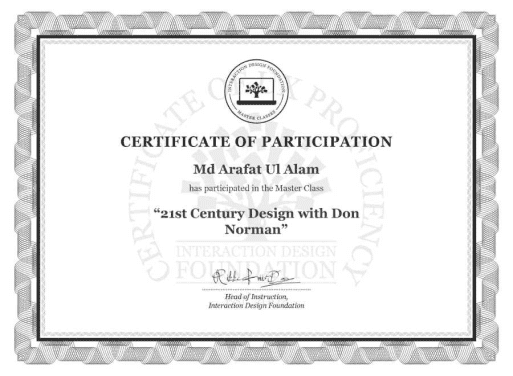 INTERACTION DESIGN FOUNDATION
MASTER CLASSES
CERTIFICATE OF PROFICIENCY
CERTIFICATE OF PARTICIPATION
Md Arafat Ul Alam
has participated in the Master Class
“21st Century Design with Don
Norman”
INTERACTION DESIGN
FOUNDATION
Head of Instruction,
Interaction Design Foundation